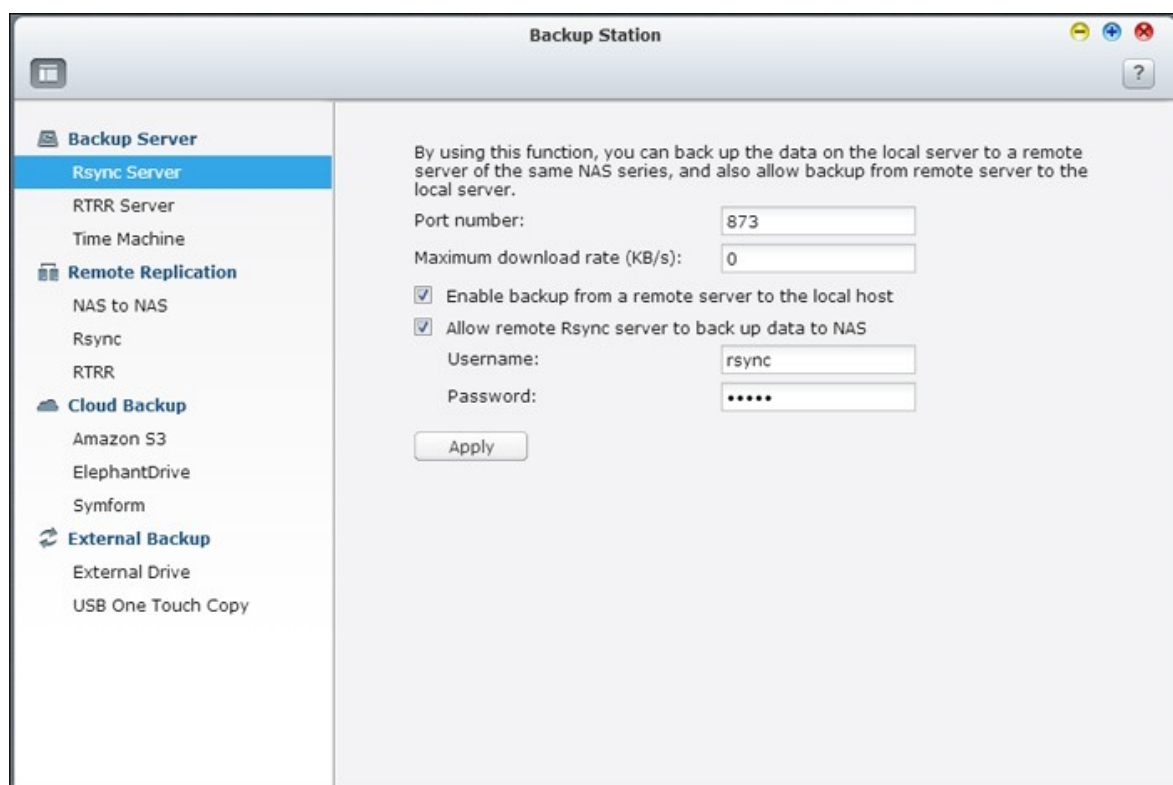 Backup Station
?
Backup Server
Rsync Server
RTRR Server
Time Machine
Remote Replication
NAS to NAS
Rsync
RTRR
Cloud Backup
Amazon S3
ElephantDrive
Symform
External Backup
External Drive
USB One Touch Copy
By using this function, you can back up the data on the local server to a remote
server of the same NAS series, and also allow backup from remote server to the
local server.
Port number: 873
Maximum download rate (KB/s): 0
Enable backup from a remote server to the local host
Allow remote Rsync server to back up data to NAS
Username: rsync
Password: •••••
Apply